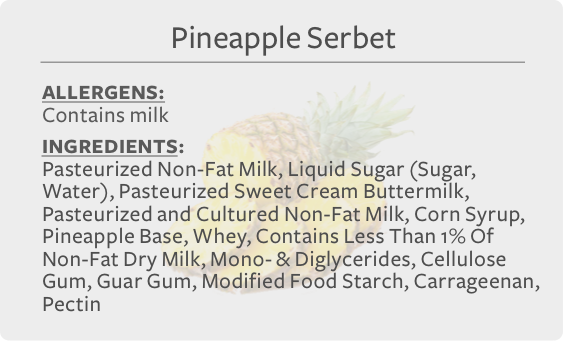 Pineapple Serbet
ALLERGENS:
Contains milk
INGREDIENTS:
Pasteurized Non-Fat Milk, Liquid Sugar (Sugar,
Water), Pasteurized Sweet Cream Buttermilk,
Pasteurized and Cultured Non-Fat Milk, Corn Syrup,
Pineapple Base, Whey, Contains Less Than 1% Of
Non-Fat Dry Milk, Mono- & Diglycerides, Cellulose
Gum, Guar Gum, Modified Food Starch, Carrageenan,
Pectin